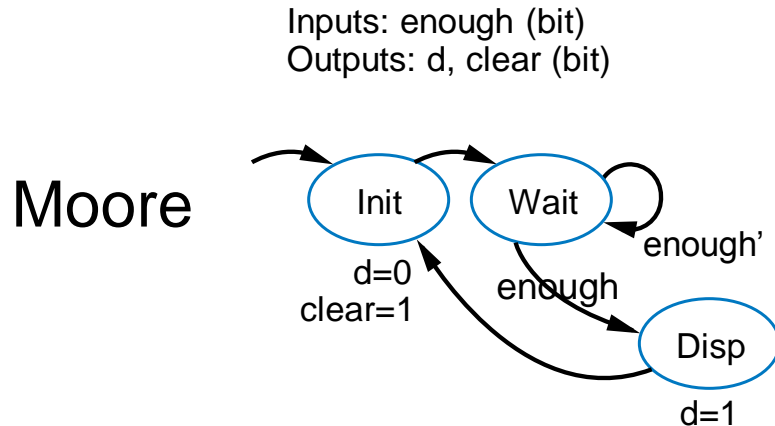 Inputs: enough (bit)
Outputs: d, clear (bit)
Moore
Init
Wait
enough’
d=0
clear=1
enough
Disp
d=1